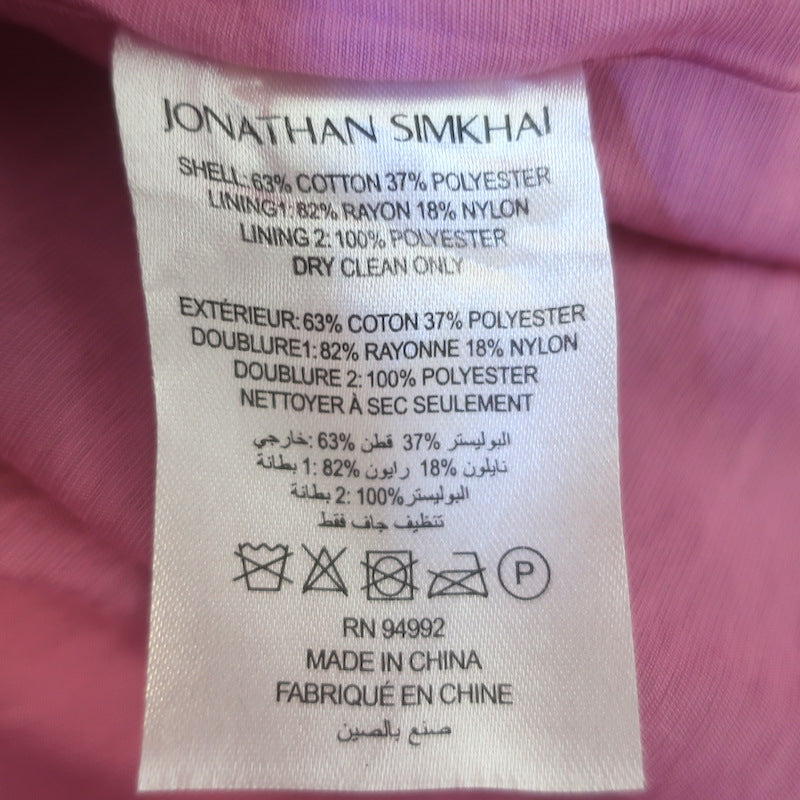 JONATHAN SIMKHAI
SHELL: 63% COTTON 37% POLYESTER
LINING1: 82% RAYON 18% NYLON
LINING 2: 100% POLYESTER
DRY CLEAN ONLY
EXTÉRIEUR: 63% COTON 37% POLYESTER
DOUBLURE1: 82% RAYONNE 18% NYLON
DOUBLURE 2: 100% POLYESTER
NETTOYER À SEC SEULEMENT
خارجي: 63% قطن 37% البوليستر
بطانة 1: 82% رايون 18% نايلون
بطانة 2: 100% البوليستر
تنظيف جاف فقط
P
RN 94992
MADE IN CHINA
FABRIQUÉ EN CHINE
صنع بالصين